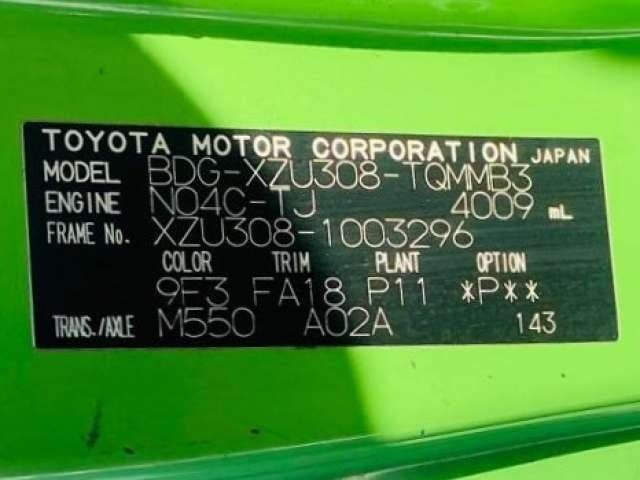 TOYOTA MOTOR CORPORATION JAPAN
MODEL BDG-XZU308-TQMMB3
ENGINE N04C-TJ 4009 mL
FRAME No. XZU308-1003296
COLOR TRIM PLANT OPTION
9F3 FA18 P11 *P**
TRANS./AXLE M550 A02A 143